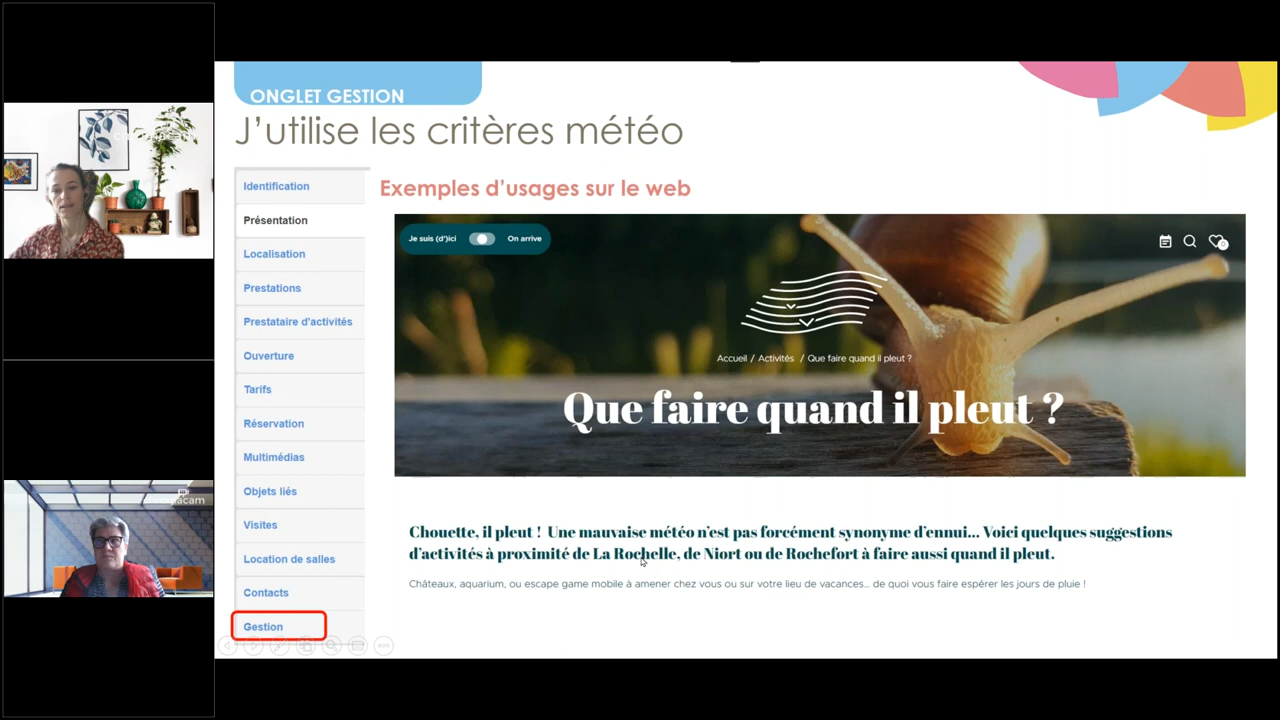 ONGLET GESTION
J'utilise les critères météo
Identification
Présentation
Localisation
Prestations
Prestataire d'activités
Ouverture
Tarifs
Réservation
Multimédias
Objets liés
Visites
Location de salles
Contacts
Gestion
Exemples d'usages sur le web
Je suis (d')ici
On arrive
0
Accueil / Activités / Que faire quand il pleut ?
Que faire quand il pleut ?
Chouette, il pleut ! Une mauvaise météo n'est pas forcément synonyme d'ennui... Voici quelques suggestions
d'activités à proximité de La Rochelle, de Niort ou de Rochefort à faire aussi quand il pleut.
Châteaux, aquarium, ou escape game mobile à amener chez vous ou sur votre lieu de vacances... de quoi vous faire espérer les jours de pluie !